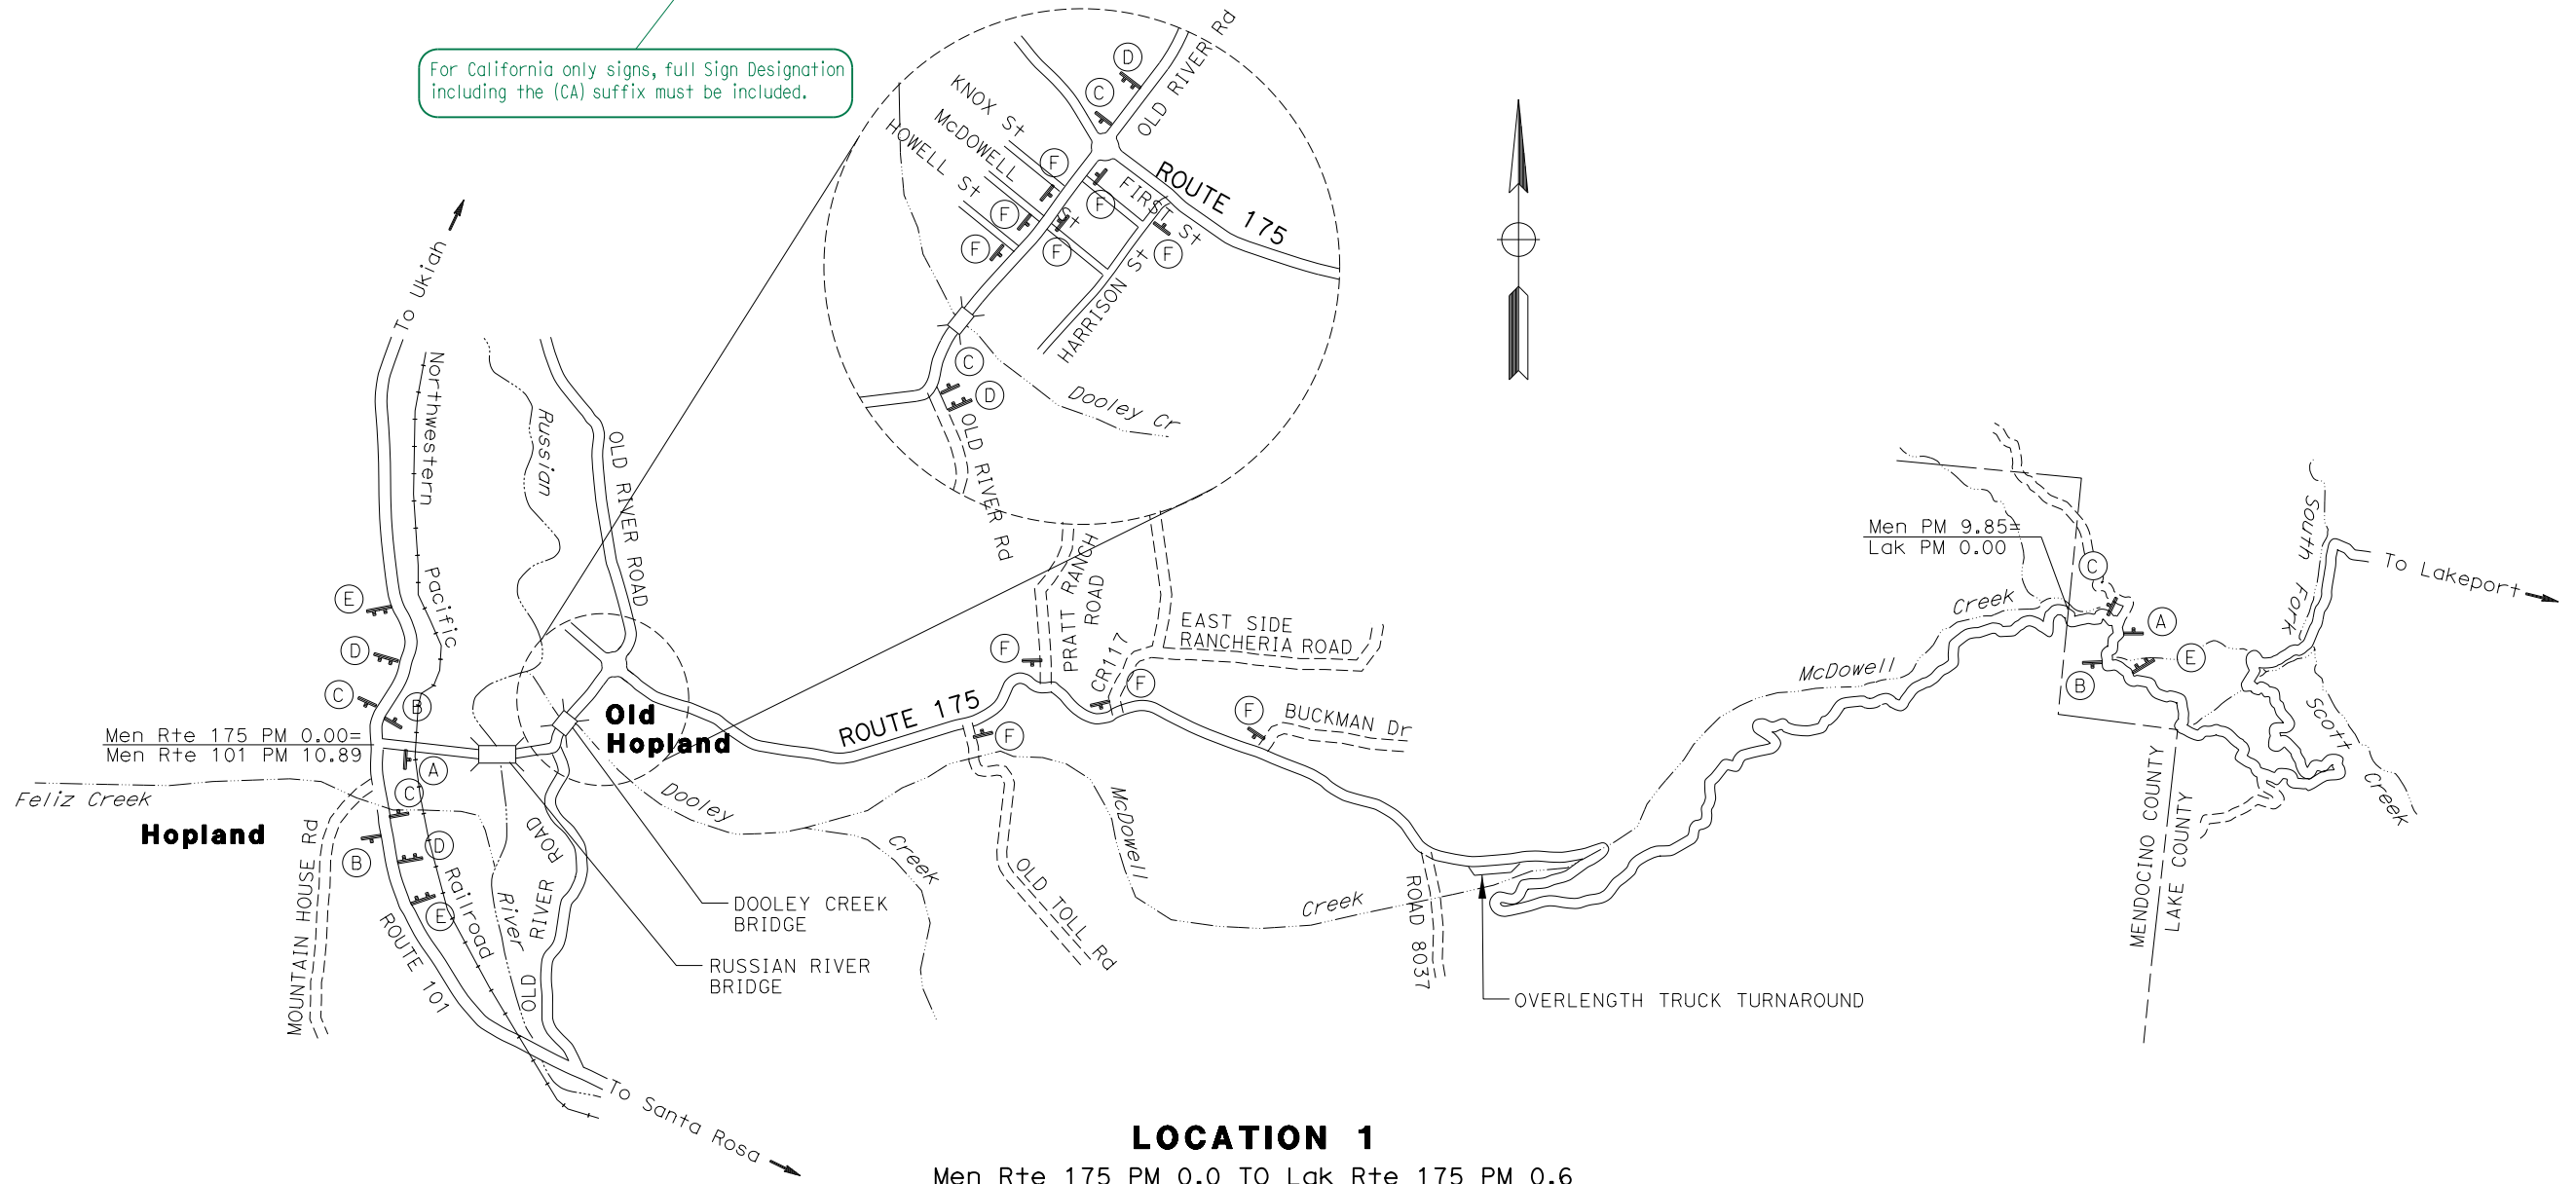 For California only signs, full Sign Designation
including the (CA) suffix must be included.
D
C
OLD RIVER Rd
KNOX St
McDOWELL St
HOWELL St
F
F
F
F
F
F
FIRST St
ROUTE 175
HARRISON St
C
D
Dooley Cr
OLD RIVER Rd
To Ukiah
Northwestern
Pacific
Railroad
Russian
River
OLD RIVER ROAD
E
D
C
B
Men Rte 175 PM 0.00=
Men Rte 101 PM 10.89
A
C
Feliz Creek
Hopland
B
D
E
MOUNTAIN HOUSE Rd
ROUTE 101
OLD RIVER ROAD
To Santa Rosa
Old
Hopland
Dooley
Creek
DOOLEY CREEK
BRIDGE
RUSSIAN RIVER
BRIDGE
ROUTE 175
F
PRATT RANCH
ROAD
CR117
F
EAST SIDE
RANCHERIA ROAD
F
OLD TOLL Rd
F
BUCKMAN Dr
McDowell
Creek
ROAD 8037
OVERLENGTH TRUCK TURNAROUND
McDowell
Creek
Men PM 9.85=
Lak PM 0.00
C
A
E
B
MENDOCINO COUNTY
LAKE COUNTY
South
Fork
Scott
Creek
To Lakeport
LOCATION 1
Men Rte 175 PM 0.0 TO Lak Rte 175 PM 0.6